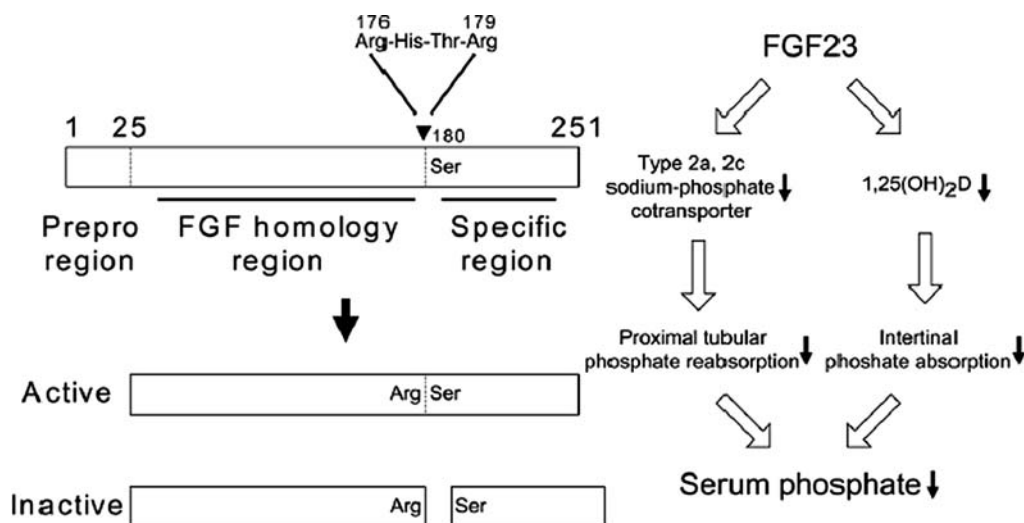 176 179
Arg-His-Thr-Arg
1 25 180 251
Ser
Prepro region
FGF homology region
Specific region
Active Arg Ser
Inactive Arg Ser
FGF23
Type 2a, 2c
sodium-phosphate
cotransporter
1,25(OH)2D
Proximal tubular
phosphate reabsorption
Intertinal
phoshate absorption
Serum phosphate